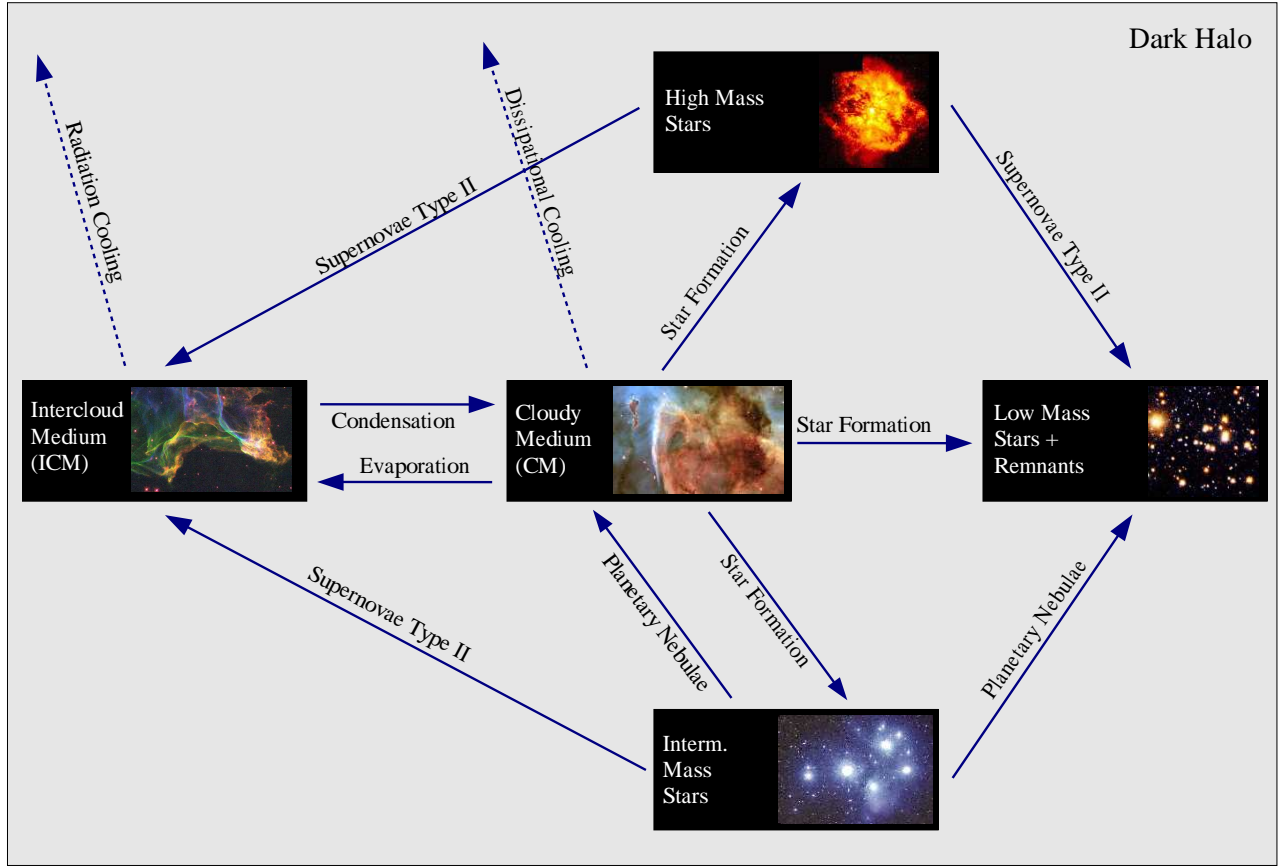 Dark Halo
High Mass
Stars
Radiation Cooling
Dissipational Cooling
Supernovae Type II
Star Formation
Supernovae Type II
Intercloud
Medium
(ICM)
Condensation
Evaporation
Cloudy
Medium
(CM)
Star Formation
Low Mass
Stars +
Remnants
Supernovae Type II
Planetary Nebulae
Star Formation
Planetary Nebulae
Interm.
Mass
Stars